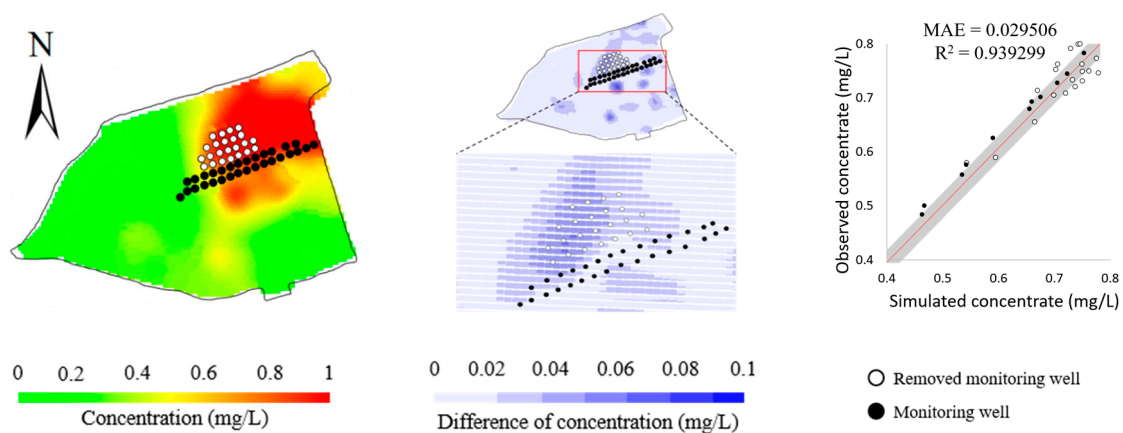 N
0 0.2 0.4 0.6 0.8 1
Concentration (mg/L)
0 0.02 0.04 0.06 0.08 0.1
Difference of concentration (mg/L)
MAE = 0.029506
R² = 0.939299
Observed concentrate (mg/L)
0.8
0.7
0.6
0.5
0.4
0.4 0.5 0.6 0.7 0.8
Simulated concentrate (mg/L)
Removed monitoring well
Monitoring well